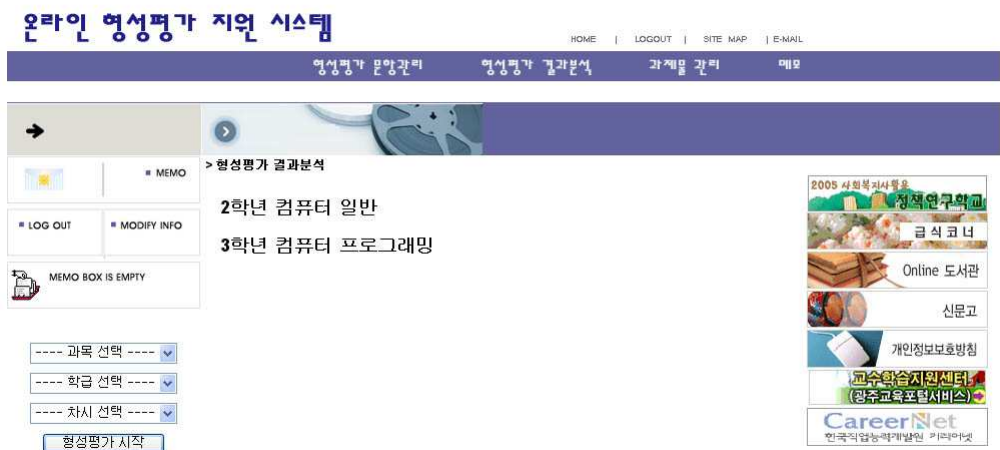 온라인 형성평가 지원 시스템
HOME | LOGOUT | SITE MAP | E-MAIL
형성평가 문항관리 형성평가 결과분석 과제물 관리 메모
MEMO
LOG OUT MODIFY INFO
MEMO BOX IS EMPTY
---- 과목 선택 ----
---- 학급 선택 ----
---- 차시 선택 ----
형성평가 시작
> 형성평가 결과분석
2학년 컴퓨터 일반
3학년 컴퓨터 프로그래밍
2005 사회복지사활용
정책연구학교
급식코너
Online 도서관
신문고
개인정보보호방침
교수학습지원센터
(광주교육포털서비스)
CareerNet
한국직업능력개발원 커리어넷